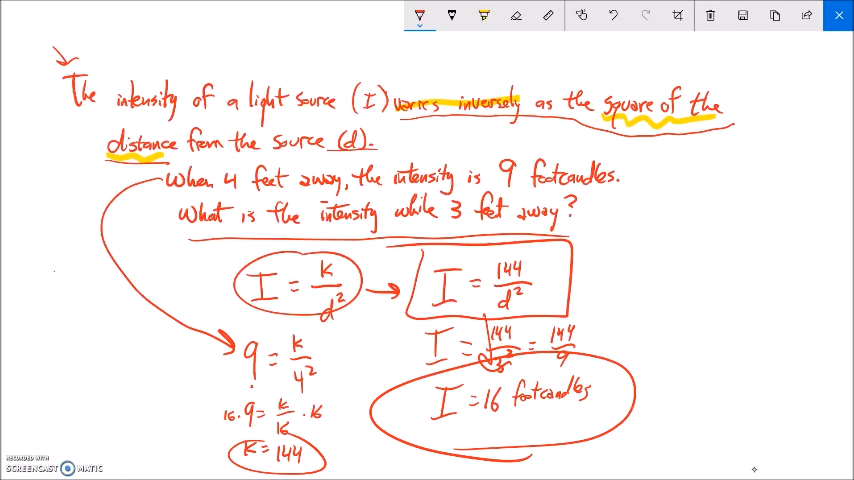 The intensity of a light source (I) varies inversely as the square of the
distance from the source (d).
When 4 feet away, the intensity is 9 footcandles.
What is the intensity while 3 feet away?
I = k/d²
I = 144/d²
9 = k/4²
I = 144/3² = 144/9
16 · 9 = k/16 · 16
I = 16 footcandles
k = 144
RECORDED WITH
SCREENCAST MATIC